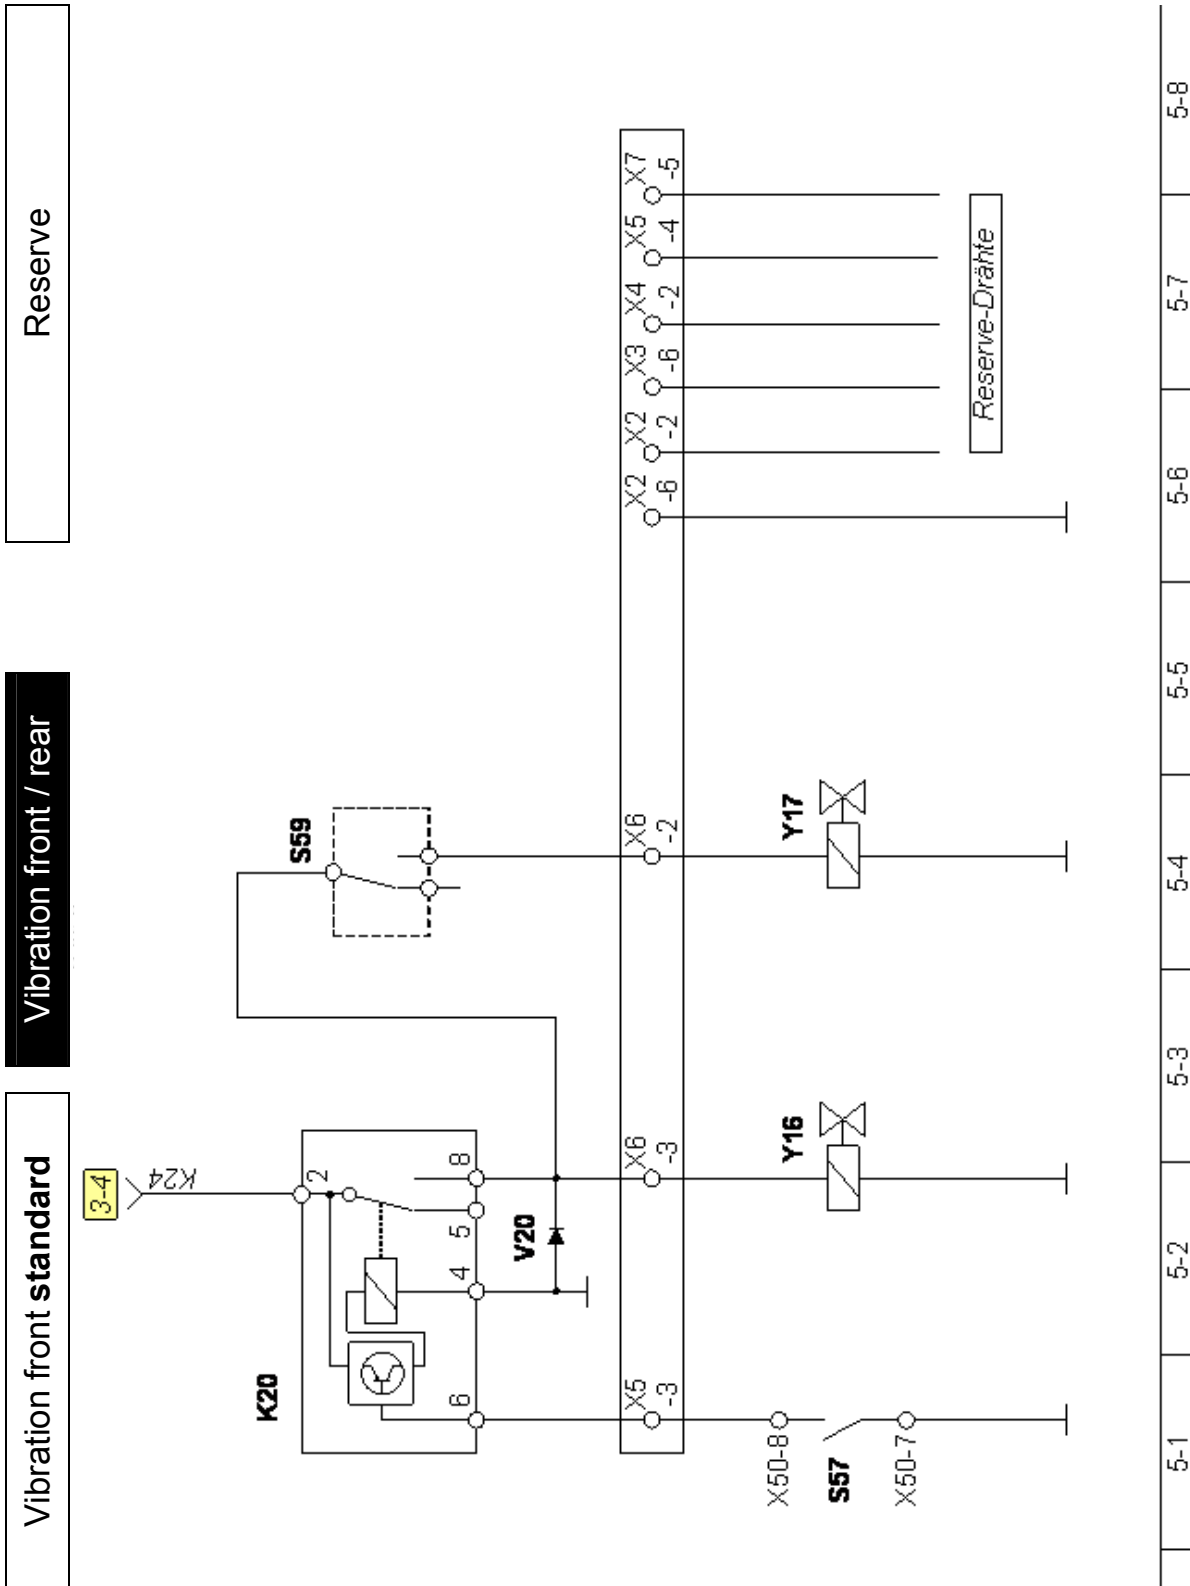 Vibration front standard
Vibration front / rear
Reserve
3-4
K24
K20
2
6
4
5
8
V20
S59
X5
-3
X6
-3
X6
-2
X2
-6
X2
-2
X3
-6
X4
-2
X5
-4
X7
-5
X50-8
S57
X50-7
Y16
Y17
Reserve-Drähte
5-1
5-2
5-3
5-4
5-5
5-6
5-7
5-8